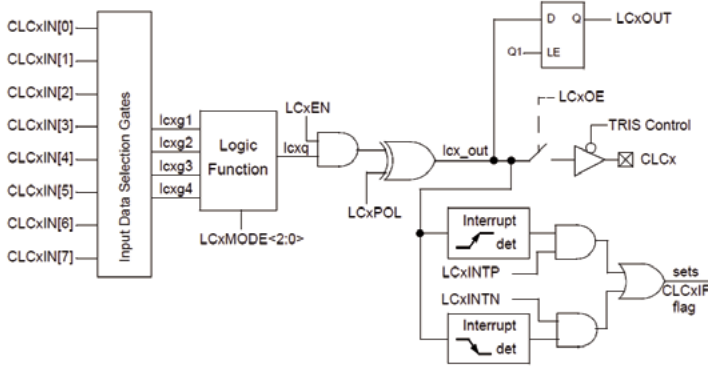 CLCxIN[0]
CLCxIN[1]
CLCxIN[2]
CLCxIN[3]
CLCxIN[4]
CLCxIN[5]
CLCxIN[6]
CLCxIN[7]
Input Data Selection Gates
lcxg1
lcxg2
lcxg3
lcxg4
Logic
Function
LCxMODE<2:0>
lcxq
LCxEN
LCxPOL
lcx_out
D Q
LE
Q1
LCxOUT
LCxOE
TRIS Control
CLCx
Interrupt
det
LCxINTP
LCxINTN
Interrupt
det
sets
CLCxIF
flag